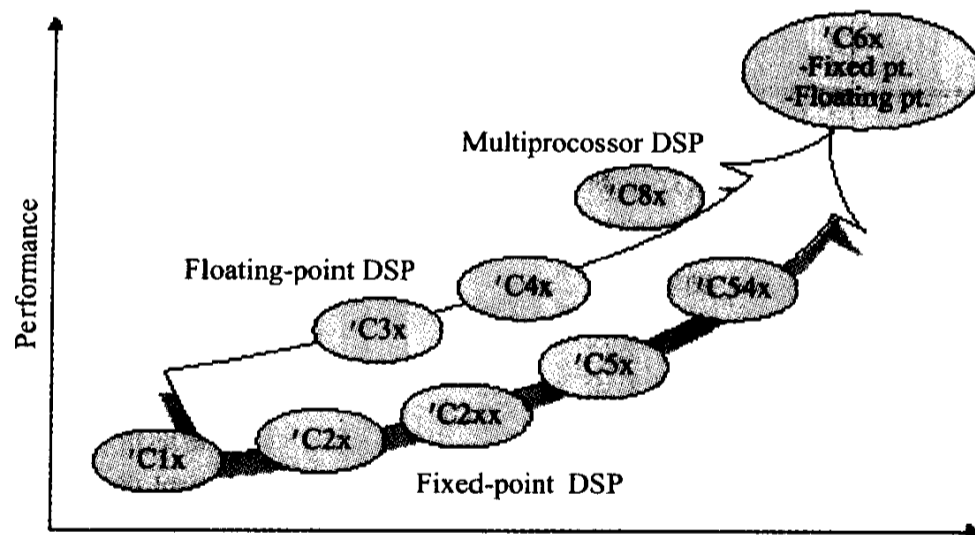 'C6x
-Fixed pt.
-Floating pt.
Multiprocossor DSP
'C8x
Floating-point DSP
'C4x
'C54x
'C3x
'C5x
'C2xx
'C2x
'C1x
Fixed-point DSP
Performance